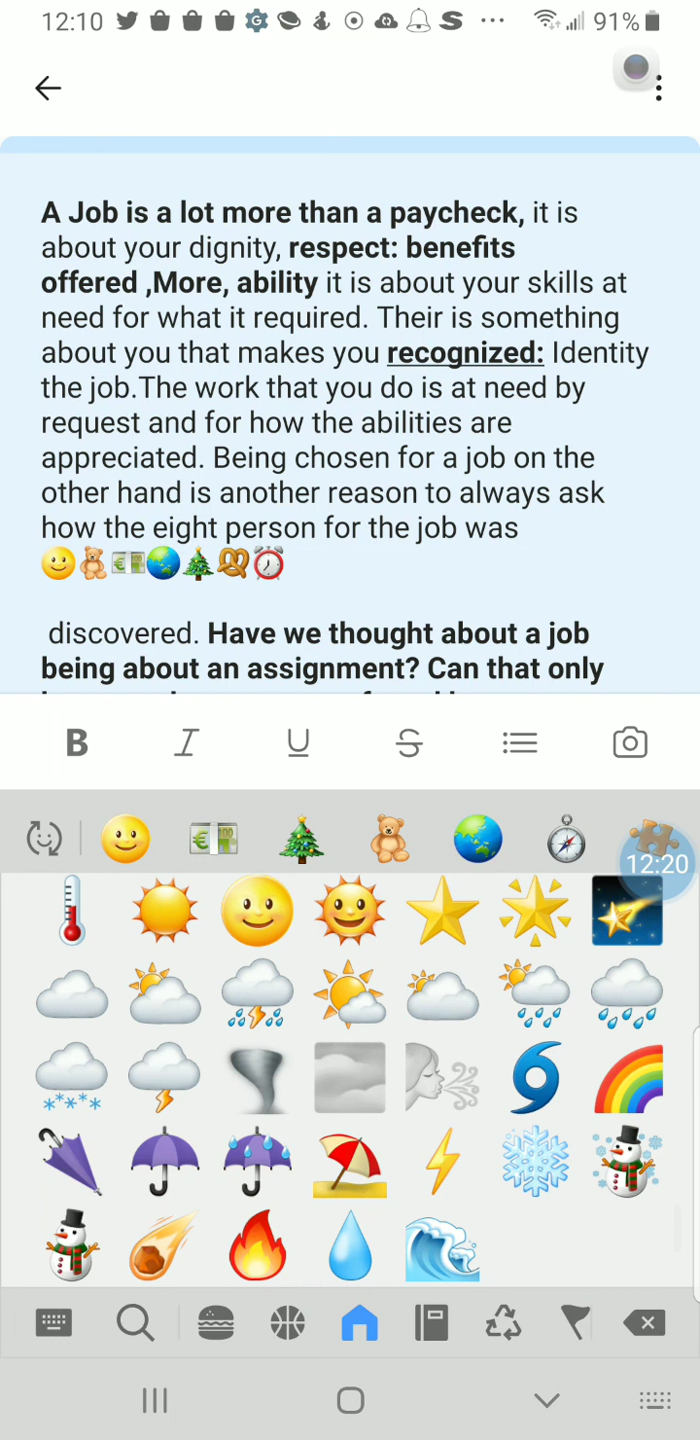 12:10
91%
A Job is a lot more than a paycheck, it is
about your dignity, respect: benefits
offered ,More, ability it is about your skills at
need for what it required. Their is something
about you that makes you recognized: Identity
the job.The work that you do is at need by
request and for how the abilities are
appreciated. Being chosen for a job on the
other hand is another reason to always ask
how the eight person for the job was
discovered. Have we thought about a job
being about an assignment? Can that only
B I U S
12:20